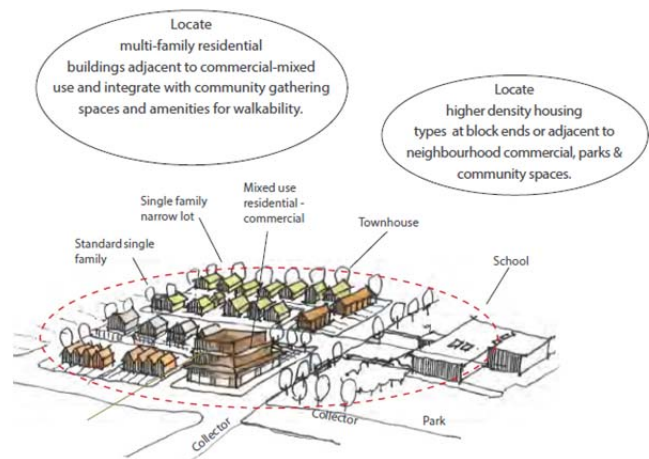 Locate
multi-family residential
buildings adjacent to commercial-mixed
use and integrate with community gathering
spaces and amenities for walkability.
Locate
higher density housing
types at block ends or adjacent to
neighbourhood commercial, parks &
community spaces.
Mixed use
residential -
commercial
Single family
narrow lot
Townhouse
Standard single
family
School
Collector
Collector
Park